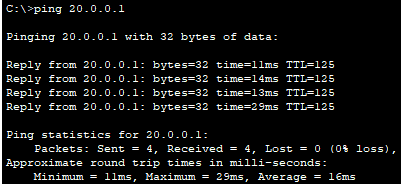 C:\>ping 20.0.0.1
Pinging 20.0.0.1 with 32 bytes of data:
Reply from 20.0.0.1: bytes=32 time=11ms TTL=125
Reply from 20.0.0.1: bytes=32 time=14ms TTL=125
Reply from 20.0.0.1: bytes=32 time=13ms TTL=125
Reply from 20.0.0.1: bytes=32 time=29ms TTL=125
Ping statistics for 20.0.0.1:
    Packets: Sent = 4, Received = 4, Lost = 0 (0% loss),
Approximate round trip times in milli-seconds:
    Minimum = 11ms, Maximum = 29ms, Average = 16ms